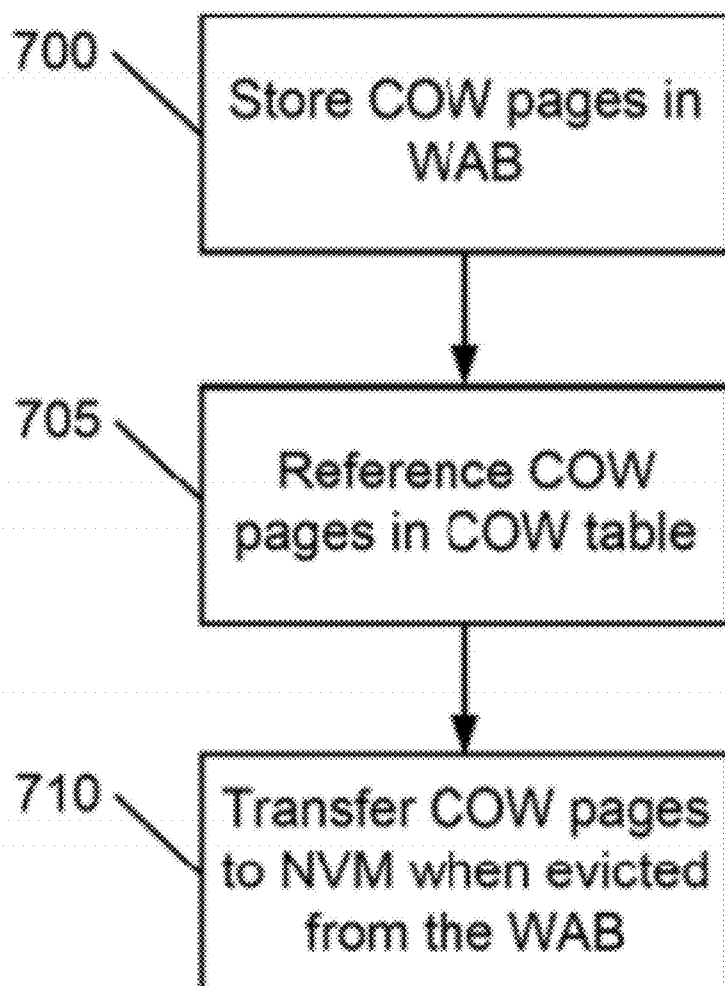 700
Store COW pages in
WAB
705
Reference COW
pages in COW table
710
Transfer COW pages
to NVM when evicted
from the WAB